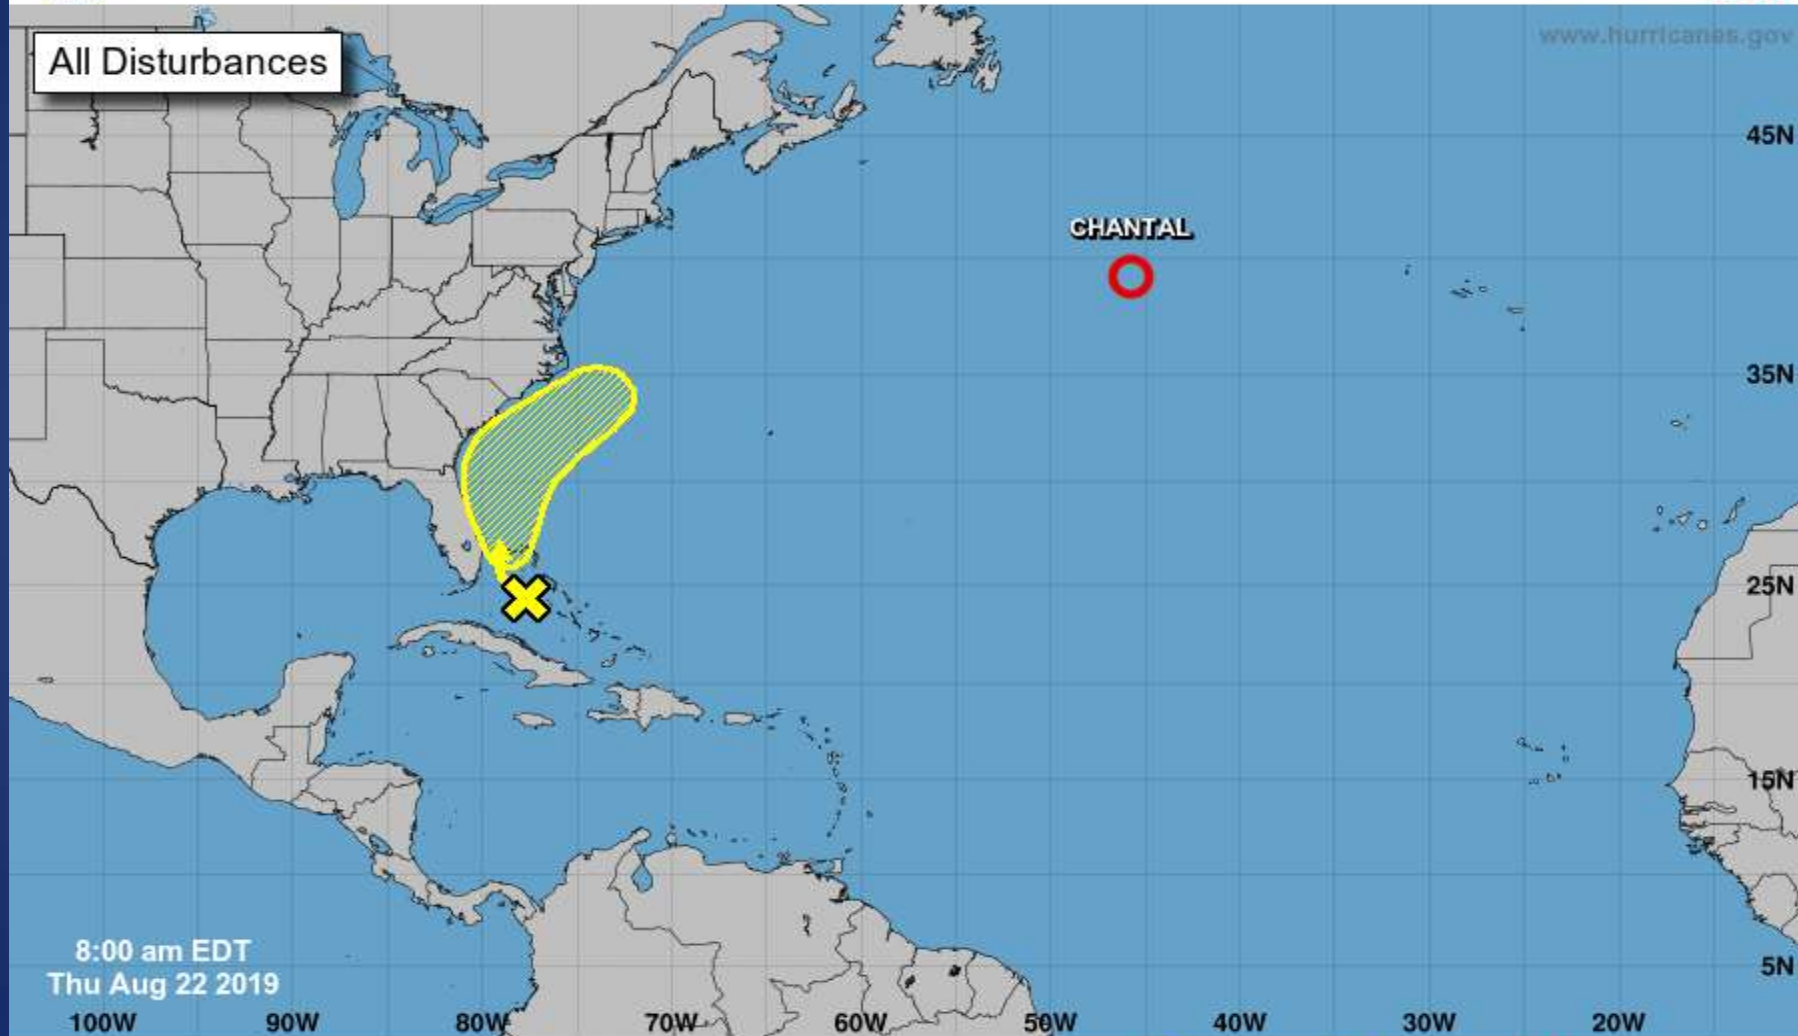 All Disturbances
www.hurricanes.gov
45N
CHANTAL
35N
25N
15N
8:00 am EDT
Thu Aug 22 2019
5N
100W 90W 80W 70W 60W 50W 40W 30W 20W